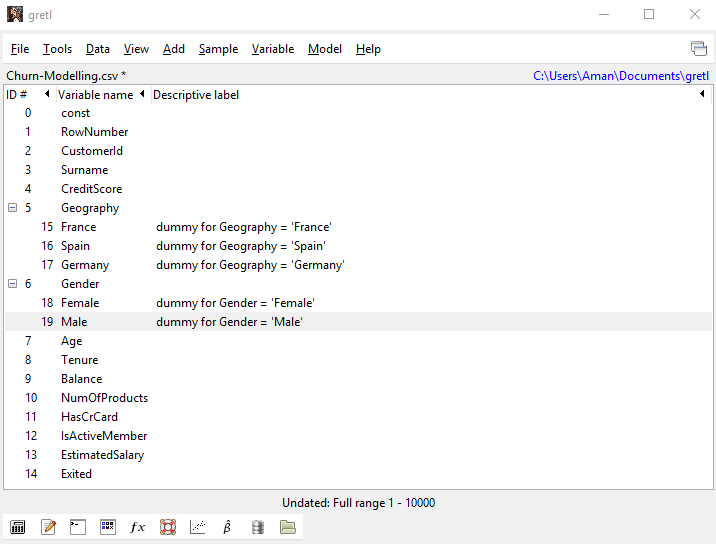 gretl
File Tools Data View Add Sample Variable Model Help
Churn-Modelling.csv * C:\Users\Aman\Documents\gretl
ID # Variable name Descriptive label
0 const
1 RowNumber
2 CustomerId
3 Surname
4 CreditScore
5 Geography
15 France dummy for Geography = 'France'
16 Spain dummy for Geography = 'Spain'
17 Germany dummy for Geography = 'Germany'
6 Gender
18 Female dummy for Gender = 'Female'
19 Male dummy for Gender = 'Male'
7 Age
8 Tenure
9 Balance
10 NumOfProducts
11 HasCrCard
12 IsActiveMember
13 EstimatedSalary
14 Exited
Undated: Full range 1 - 10000
fx β̂